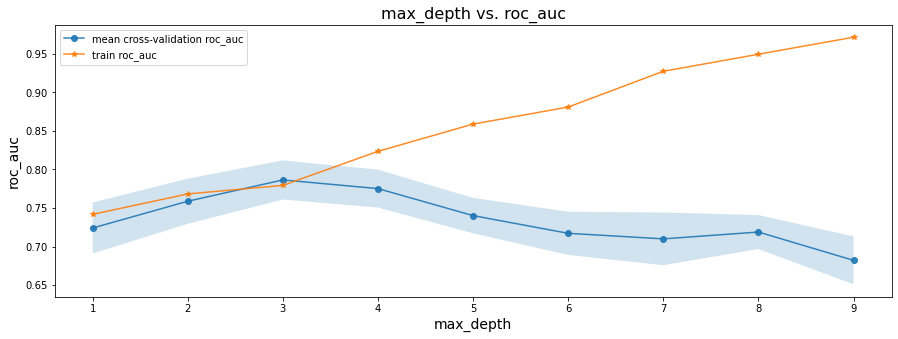 max_depth vs. roc_auc
mean cross-validation roc_auc
train roc_auc
roc_auc
0.95
0.90
0.85
0.80
0.75
0.70
0.65
1 2 3 4 5 6 7 8 9
max_depth